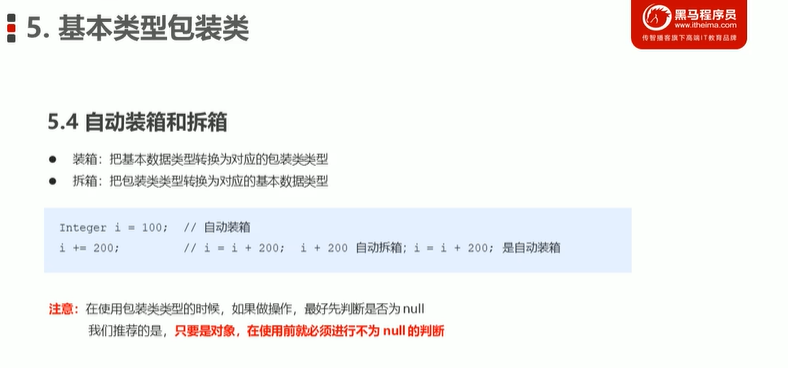 5. 基本类型包装类
黑马程序员
www.itheima.com
传智播客旗下高端IT教育品牌
5.4 自动装箱和拆箱
● 装箱：把基本数据类型转换为对应的包装类类型
● 拆箱：把包装类类型转换为对应的基本数据类型
Integer i = 100; // 自动装箱
i += 200; // i = i + 200; i + 200 自动拆箱；i = i + 200; 是自动装箱
注意：在使用包装类类型的时候，如果做操作，最好先判断是否为 null
我们推荐的是，只要是对象，在使用前就必须进行不为 null 的判断